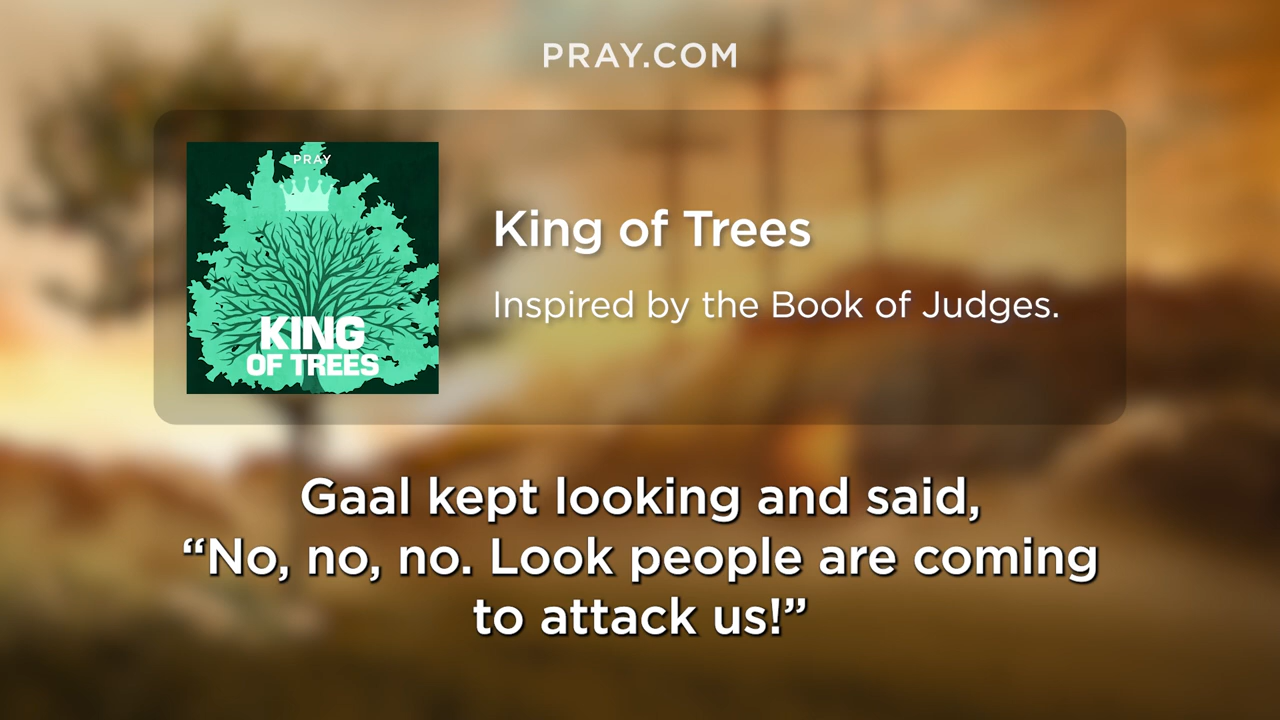 PRAY.COM
PRAY
KING
OF TREES
King of Trees
Inspired by the Book of Judges.
Gaal kept looking and said,
“No, no, no. Look people are coming
to attack us!”